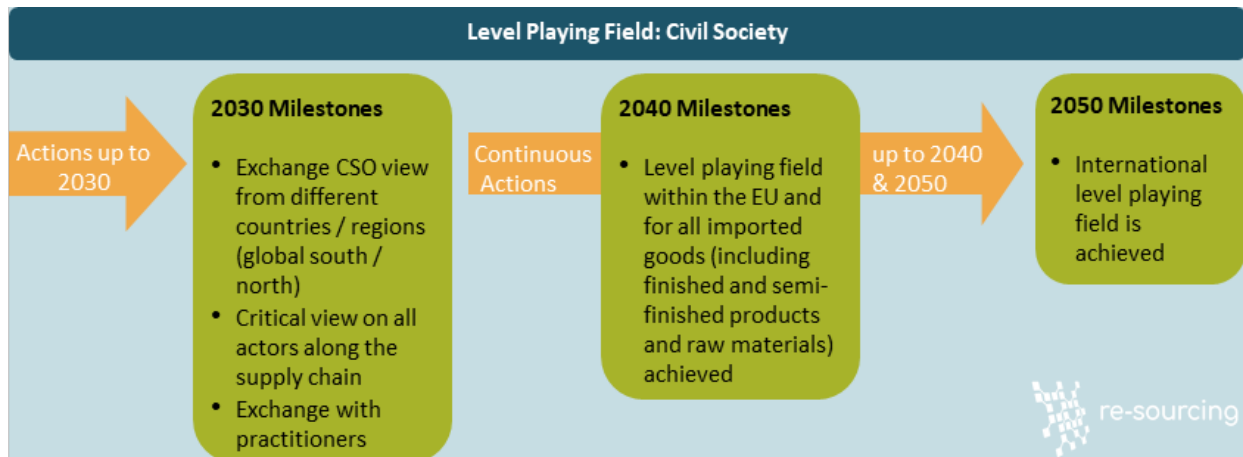 Level Playing Field: Civil Society
Actions up to
2030
2030 Milestones
• Exchange CSO view
from different
countries / regions
(global south /
north)
• Critical view on all
actors along the
supply chain
• Exchange with
practitioners
Continuous
Actions
2040 Milestones
• Level playing field
within the EU and
for all imported
goods (including
finished and semi-
finished products
and raw materials)
achieved
up to 2040
& 2050
2050 Milestones
• International
level playing
field is
achieved
re-sourcing